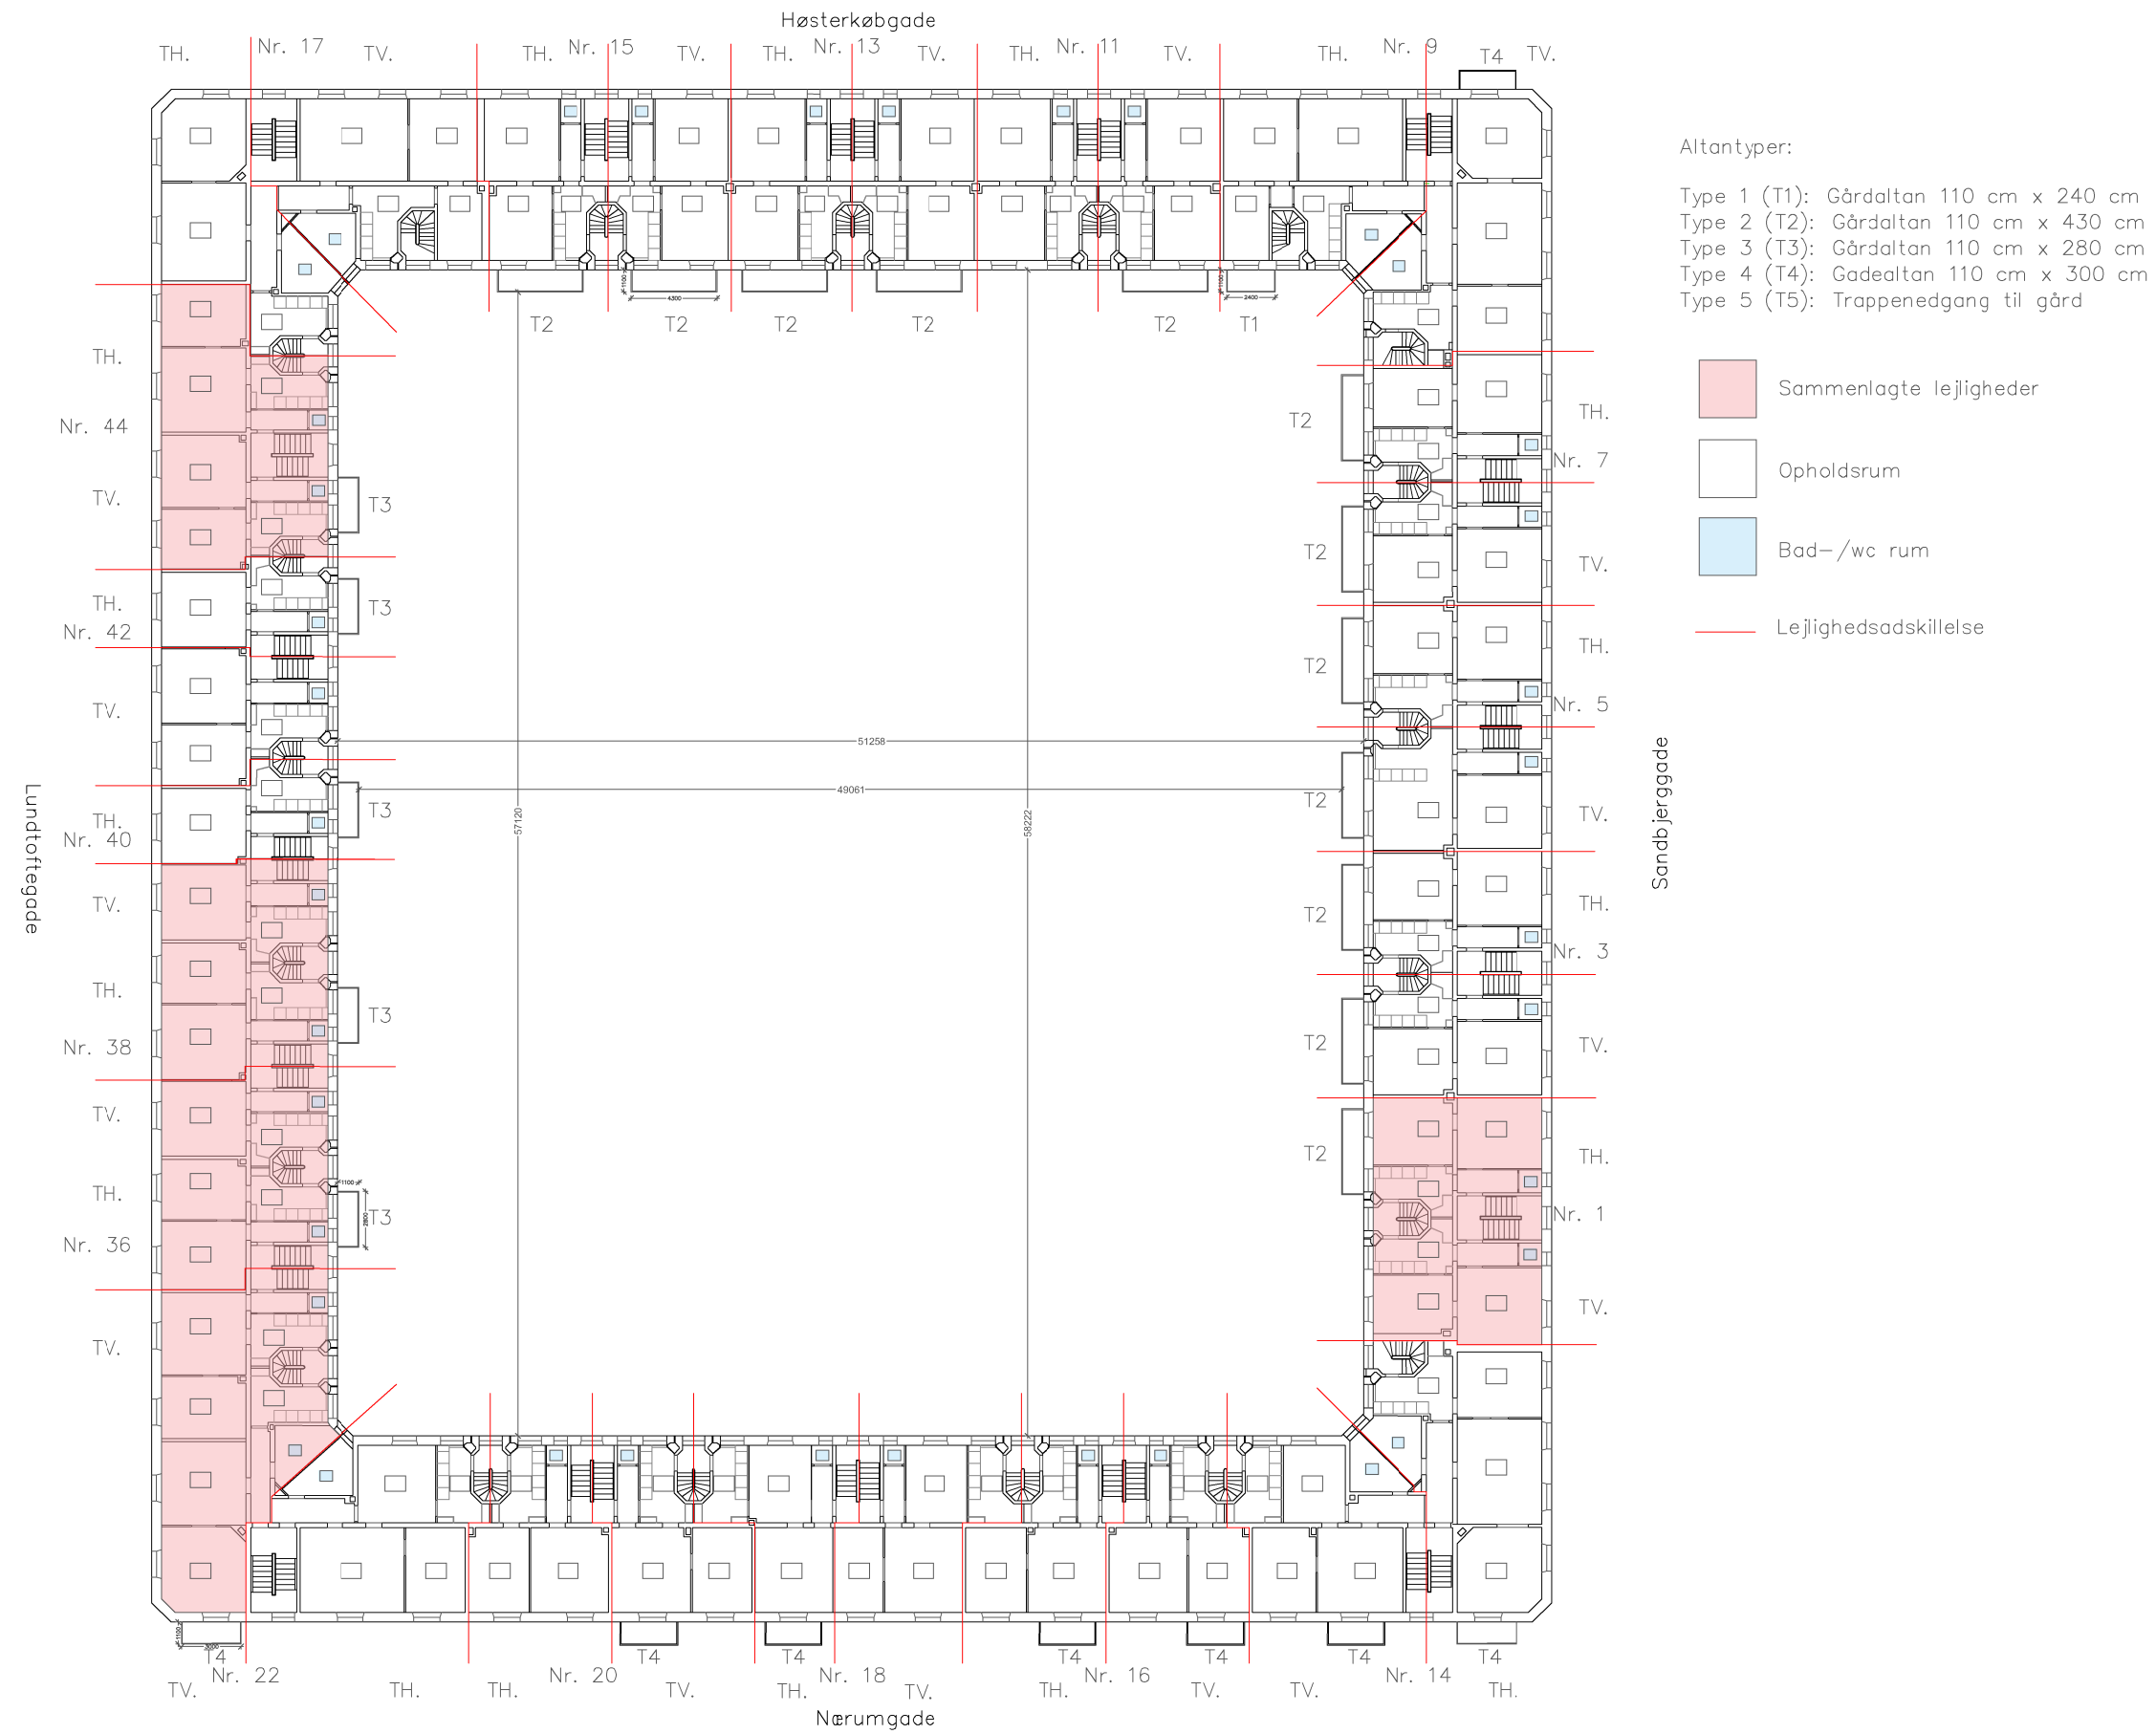 Høsterkøbgade
TH.
Nr. 17
TV.
TH.
Nr. 15
TV.
TH.
Nr. 13
TV.
TH.
Nr. 11
TV.
TH.
Nr. 9
T4
TV.
Altantyper:
Type 1 (T1): Gårdaltan 110 cm x 240 cm
Type 2 (T2): Gårdaltan 110 cm x 430 cm
Type 3 (T3): Gårdaltan 110 cm x 280 cm
Type 4 (T4): Gadealtan 110 cm x 300 cm
Type 5 (T5): Trappenedgang til gård
Sammenlagte lejligheder
Opholdsrum
Bad-/wc rum
Lejlighedsadskillelse
1100
4300
1100
2400
T2
T2
T2
T2
T2
T1
TH.
Nr. 44
TV.
TH.
Nr. 42
TV.
TH.
Nr. 40
TV.
TH.
Nr. 38
TV.
TH.
Nr. 36
TV.
Lundtoftegade
T3
T3
T3
T3
1100
2800
T3
51258
49061
57120
58222
T2
T2
T2
T2
T2
T2
T2
TH.
Nr. 7
TV.
TH.
Nr. 5
TV.
TH.
Nr. 3
TV.
TH.
Nr. 1
TV.
Sandbjerggade
1100
3000
T4
T4
T4
T4
T4
T4
T4
TV.
Nr. 22
TH.
TH.
Nr. 20
TV.
TH.
Nr. 18
TV.
TH.
Nr. 16
TV.
TV.
Nr. 14
TH.
Nærumgade